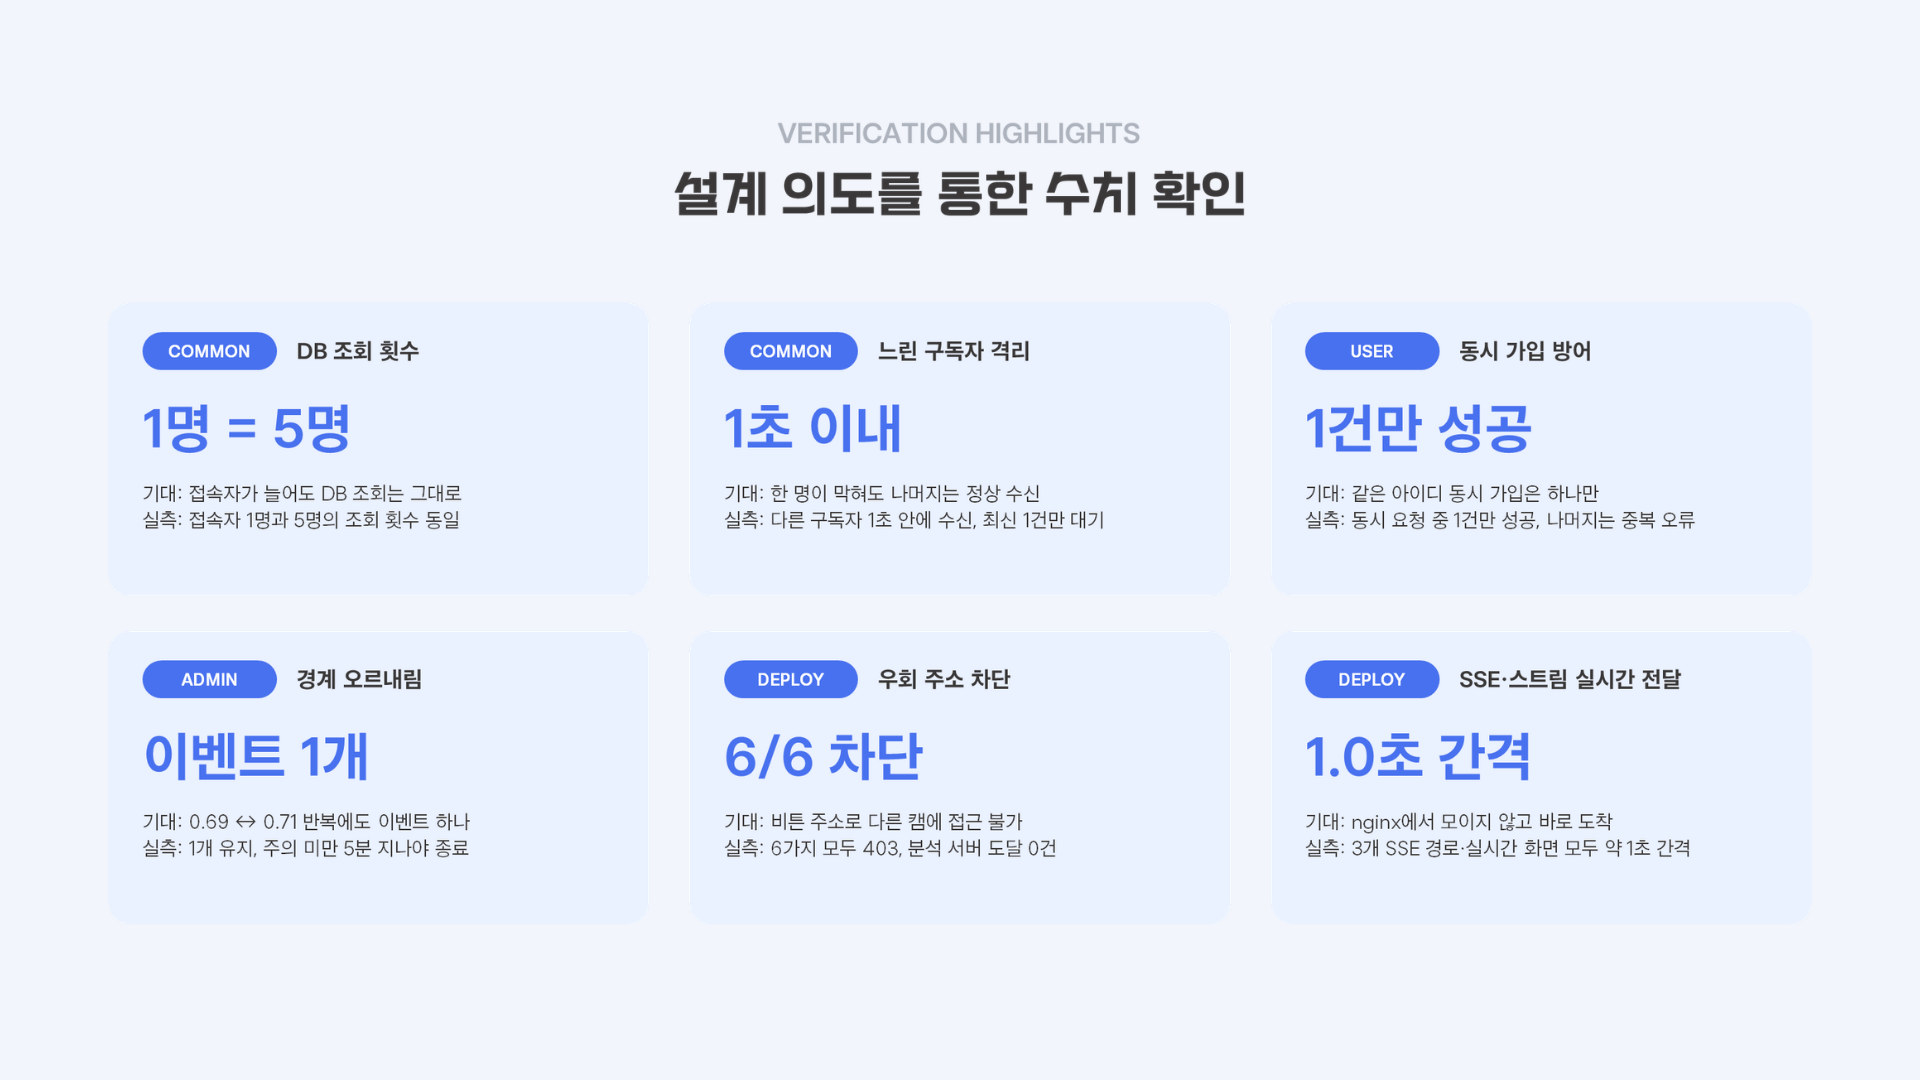 VERIFICATION HIGHLIGHTS
설계 의도를 통한 수치 확인
COMMON DB 조회 횟수
1명 = 5명
기대: 접속자가 늘어도 DB 조회는 그대로
실측: 접속자 1명과 5명의 조회 횟수 동일
COMMON 느린 구독자 격리
1초 이내
기대: 한 명이 막혀도 나머지는 정상 수신
실측: 다른 구독자 1초 안에 수신, 최신 1건만 대기
USER 동시 가입 방어
1건만 성공
기대: 같은 아이디 동시 가입은 하나만
실측: 동시 요청 중 1건만 성공, 나머지는 중복 오류
ADMIN 경계 오르내림
이벤트 1개
기대: 0.69 ↔ 0.71 반복에도 이벤트 하나
실측: 1개 유지, 주의 미만 5분 지나야 종료
DEPLOY 우회 주소 차단
6/6 차단
기대: 비튼 주소로 다른 캠에 접근 불가
실측: 6가지 모두 403, 분석 서버 도달 0건
DEPLOY SSE·스트림 실시간 전달
1.0초 간격
기대: nginx에서 모이지 않고 바로 도착
실측: 3개 SSE 경로·실시간 화면 모두 약 1초 간격